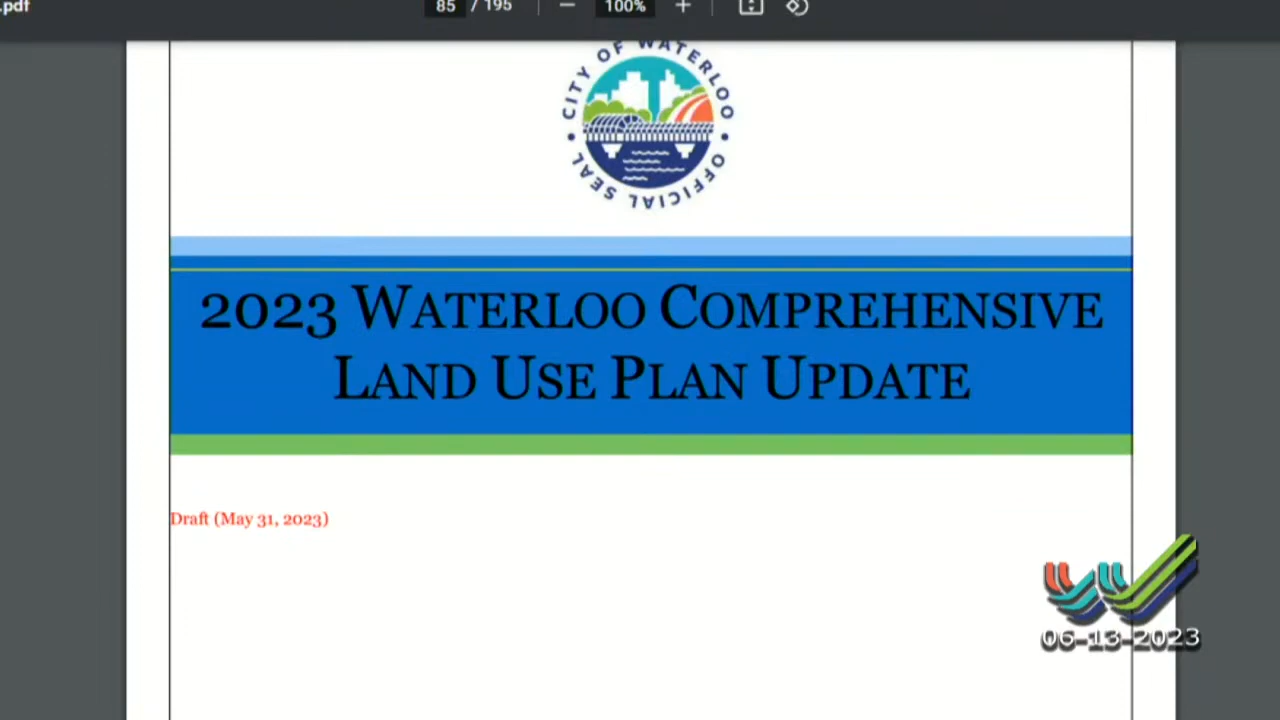 .pdf
85 / 195
100%
CITY OF WATERLOO
OFFICIAL SEAL
2023 WATERLOO COMPREHENSIVE
LAND USE PLAN UPDATE
Draft (May 31, 2023)
06-13-2023